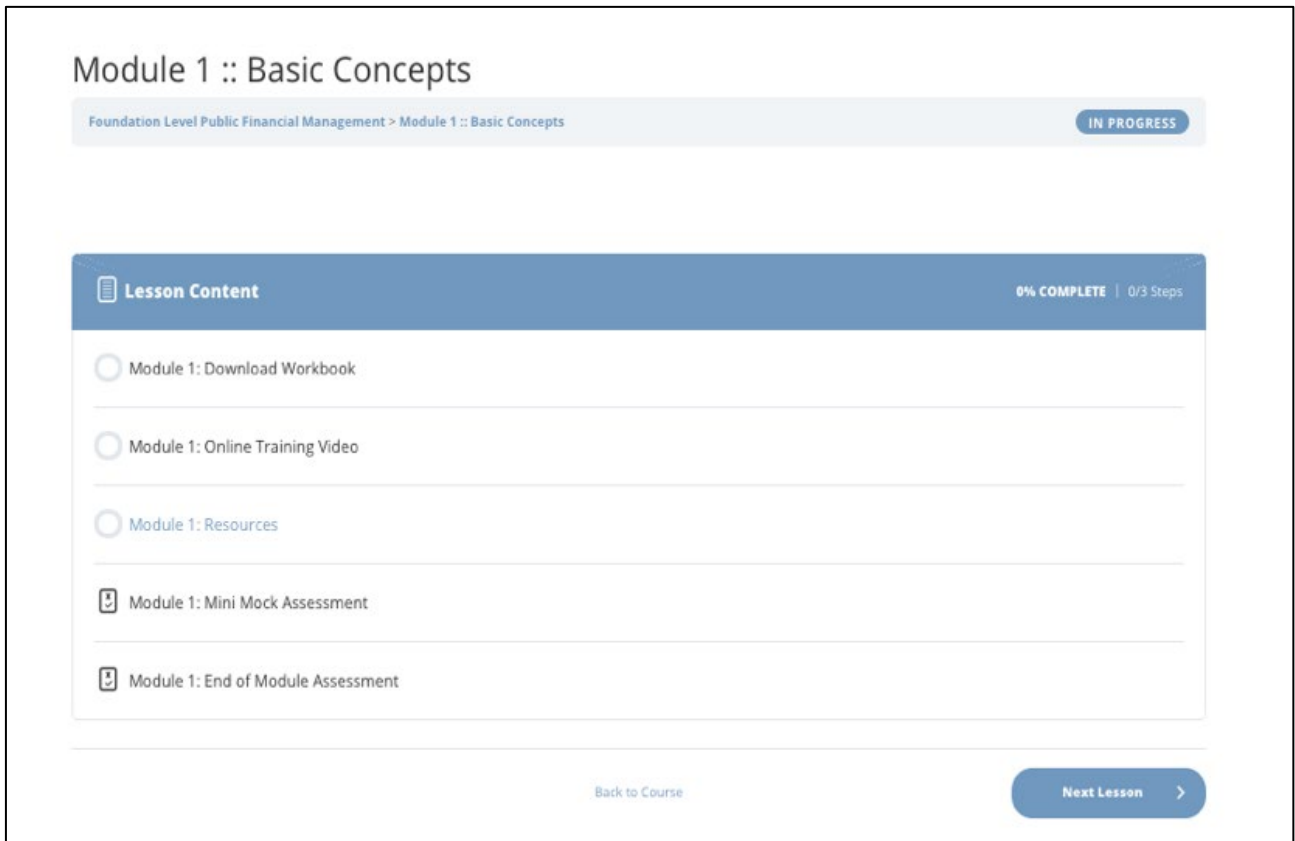 Module 1 :: Basic Concepts
Foundation Level Public Financial Management > Module 1 :: Basic Concepts
IN PROGRESS
Lesson Content
0% COMPLETE | 0/3 Steps
Module 1: Download Workbook
Module 1: Online Training Video
Module 1: Resources
Module 1: Mini Mock Assessment
Module 1: End of Module Assessment
Back to Course
Next Lesson